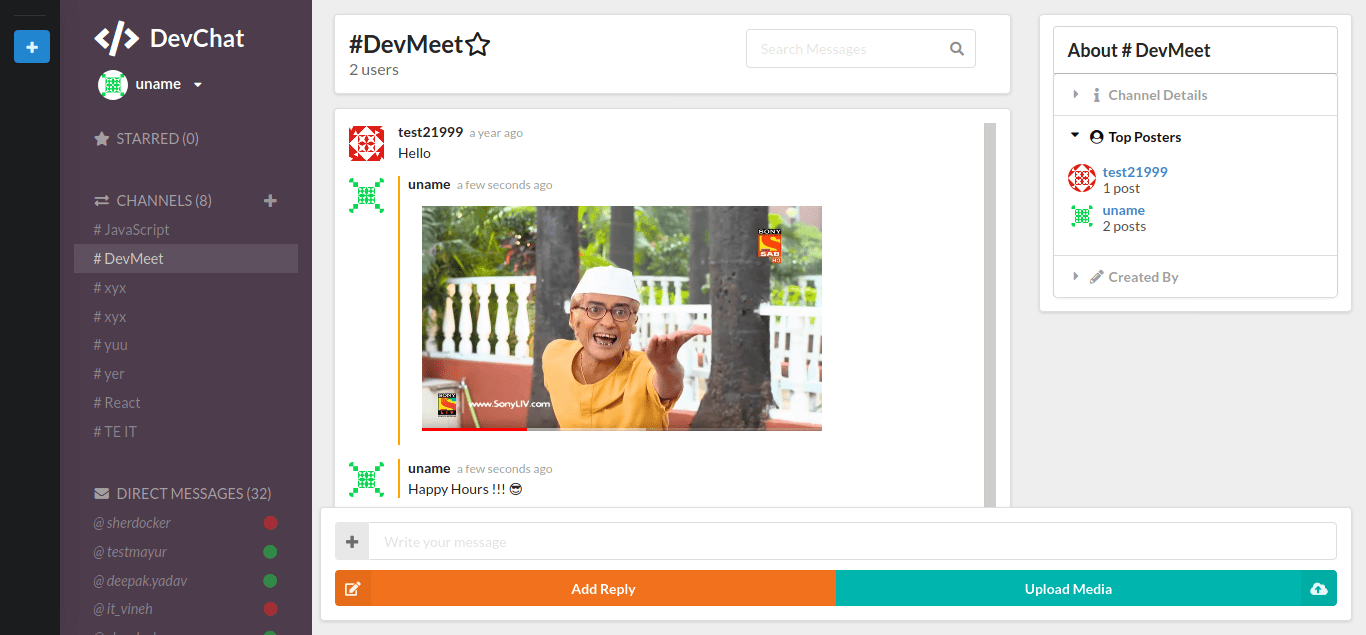 DevChat
uname
STARRED (0)
CHANNELS (8)
# JavaScript
# DevMeet
# xyx
# xyx
# yuu
# yer
# React
# TE IT
DIRECT MESSAGES (32)
@ sherdocker
@ testmayur
@ deepak.yadav
@ it_vineh
#DevMeet
2 users
Search Messages
test21999 a year ago
Hello
uname a few seconds ago
SONY
SAB
HD
SONY
LIV
www.SonyLIV.com
uname a few seconds ago
Happy Hours !!! 😎
Write your message
Add Reply
Upload Media
About # DevMeet
Channel Details
Top Posters
test21999
1 post
uname
2 posts
Created By